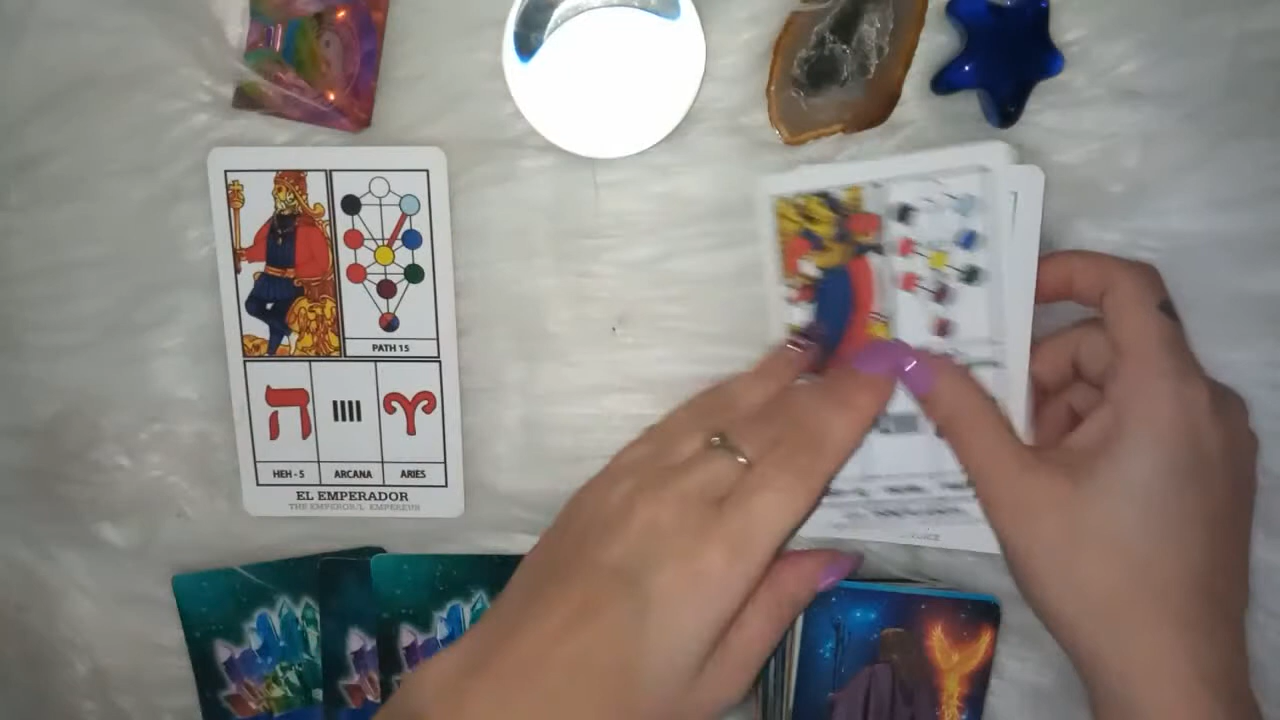 PATH 15
ה IIII
HEH - 5 ARCANA ARIES
EL EMPERADOR
THE EMPEROR/L´EMPEREUR